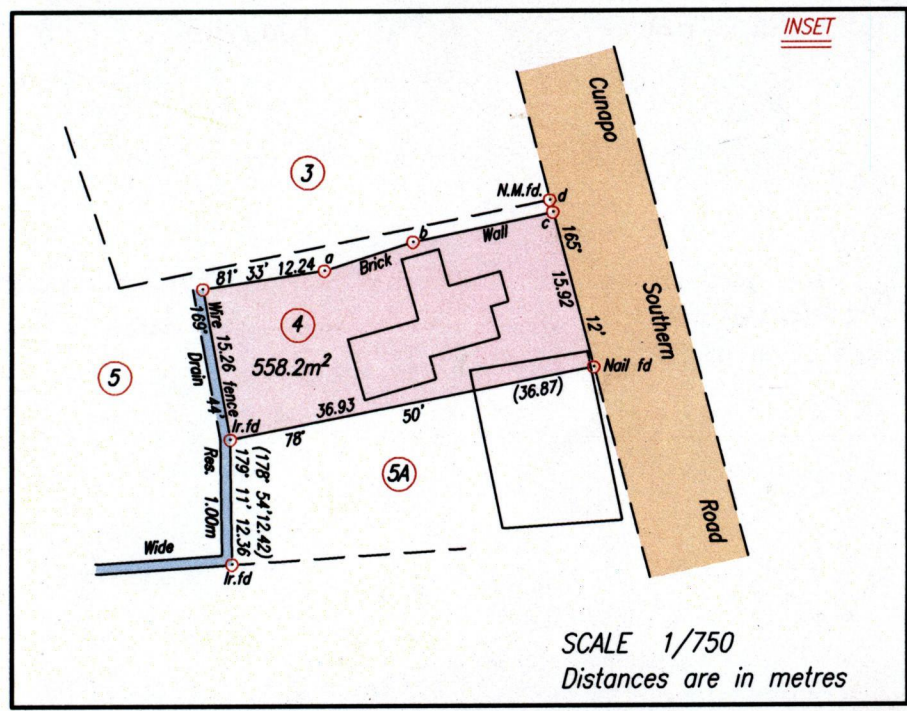 INSET
Cunapo
Southern
Road
3
N.M.fd.
d
c
b
a
Brick
Wall
81° 33' 12.24
165° 15.92 12'
4
558.2m²
Wire 15.26 fence
169° Drain 44'
5
Nail fd
36.93
78° 50'
(36.87)
Ir.fd
5A
(178° 54' 12.42)
179° 11' 12.36
Res. 1.00m
Wide
Ir.fd
SCALE 1/750
Distances are in metres